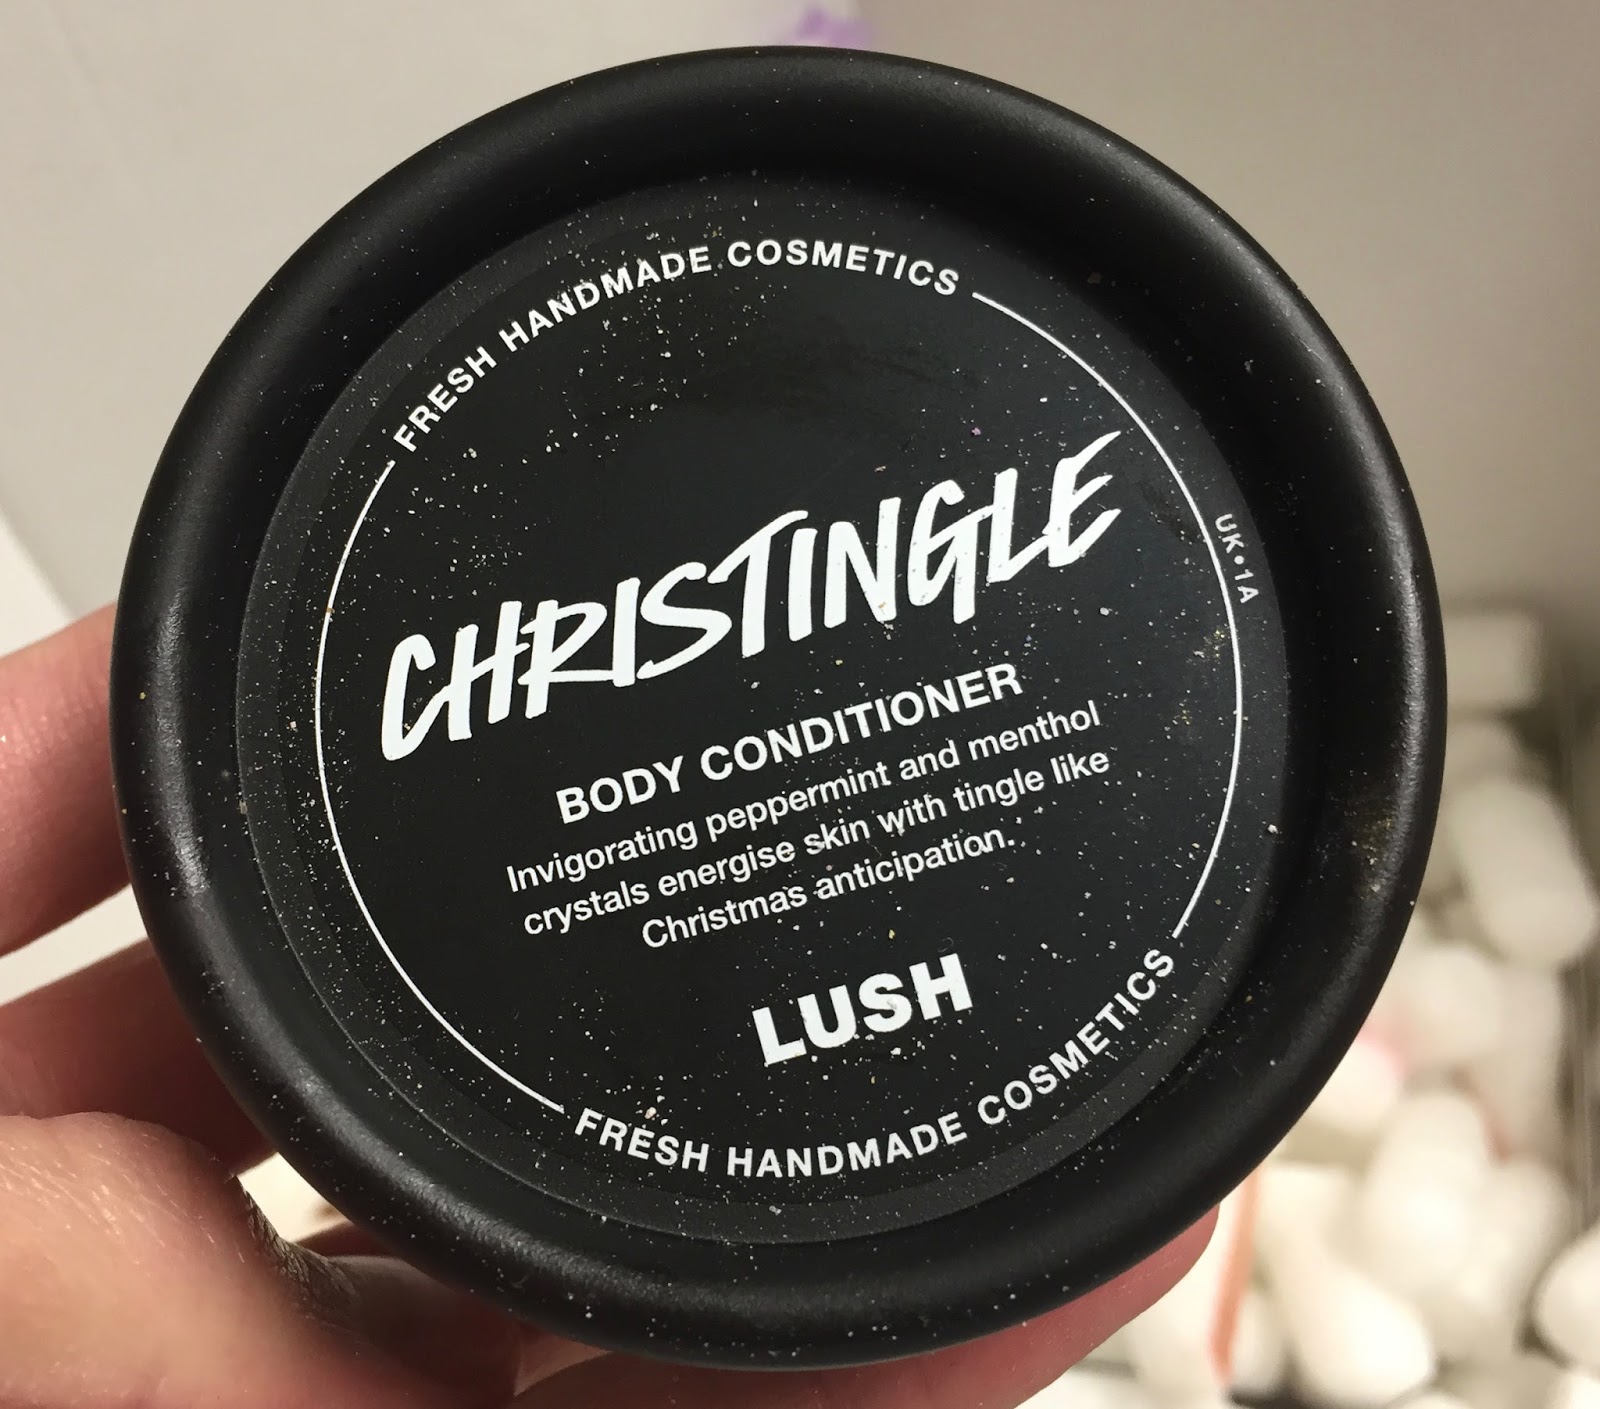 FRESH HANDMADE COSMETICS
CHRISTINGLE
UK•1A
BODY CONDITIONER
Invigorating peppermint and menthol
crystals energise skin with tingle like
Christmas anticipation.
LUSH
FRESH HANDMADE COSMETICS